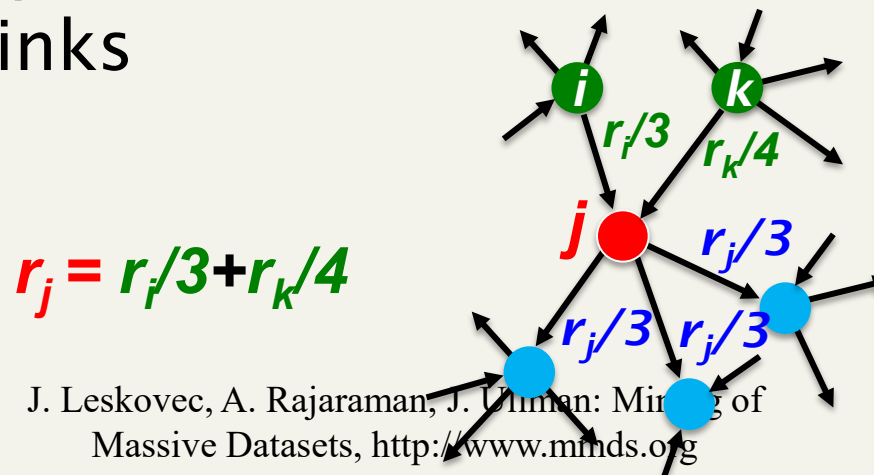 inks
i
k
r_i/3
r_k/4
j
r_j/3
r_j = r_i/3+r_k/4
r_j/3 r_j/3
J. Leskovec, A. Rajaraman, J. Ullman: Mining of
Massive Datasets, http://www.mmds.org